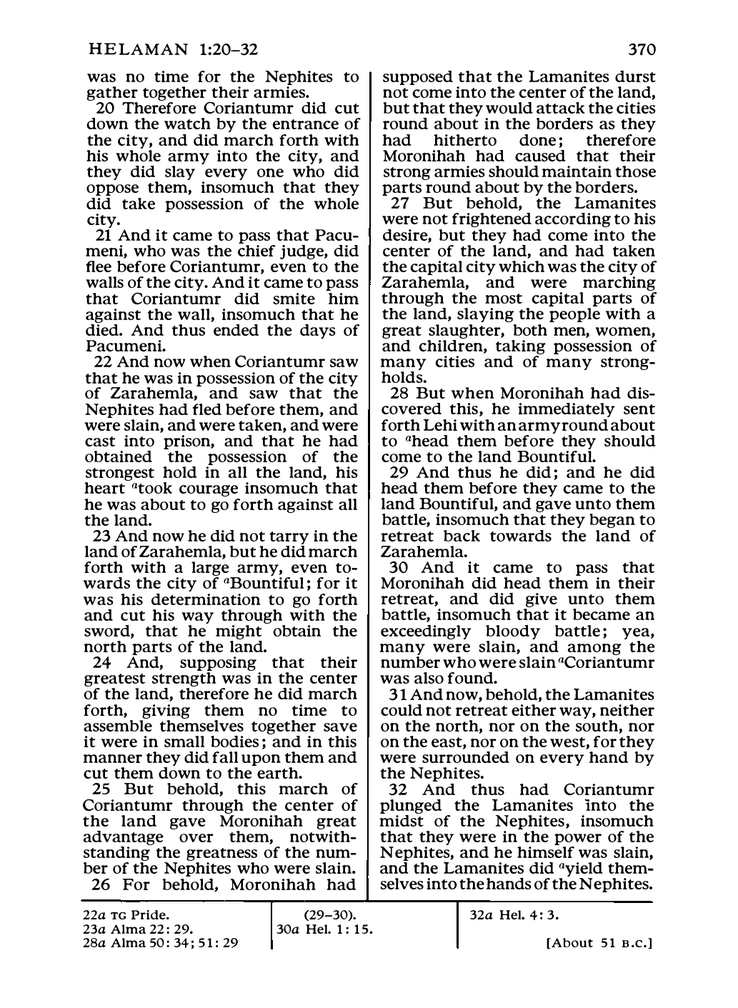 HELAMAN 1:20–32
370
was no time for the Nephites to
gather together their armies.
20 Therefore Coriantumr did cut
down the watch by the entrance of
the city, and did march forth with
his whole army into the city, and
they did slay every one who did
oppose them, insomuch that they
did take possession of the whole
city.
21 And it came to pass that Pacu-
meni, who was the chief judge, did
flee before Coriantumr, even to the
walls of the city. And it came to pass
that Coriantumr did smite him
against the wall, insomuch that he
died. And thus ended the days of
Pacumeni.
22 And now when Coriantumr saw
that he was in possession of the city
of Zarahemla, and saw that the
Nephites had fled before them, and
were slain, and were taken, and were
cast into prison, and that he had
obtained the possession of the
strongest hold in all the land, his
heart ᵃtook courage insomuch that
he was about to go forth against all
the land.
23 And now he did not tarry in the
land of Zarahemla, but he did march
forth with a large army, even to-
wards the city of ᵃBountiful; for it
was his determination to go forth
and cut his way through with the
sword, that he might obtain the
north parts of the land.
24 And, supposing that their
greatest strength was in the center
of the land, therefore he did march
forth, giving them no time to
assemble themselves together save
it were in small bodies; and in this
manner they did fall upon them and
cut them down to the earth.
25 But behold, this march of
Coriantumr through the center of
the land gave Moronihah great
advantage over them, notwith-
standing the greatness of the num-
ber of the Nephites who were slain.
26 For behold, Moronihah had
supposed that the Lamanites durst
not come into the center of the land,
but that they would attack the cities
round about in the borders as they
had hitherto done; therefore
Moronihah had caused that their
strong armies should maintain those
parts round about by the borders.
27 But behold, the Lamanites
were not frightened according to his
desire, but they had come into the
center of the land, and had taken
the capital city which was the city of
Zarahemla, and were marching
through the most capital parts of
the land, slaying the people with a
great slaughter, both men, women,
and children, taking possession of
many cities and of many strong-
holds.
28 But when Moronihah had dis-
covered this, he immediately sent
forth Lehi with an army round about
to ᵃhead them before they should
come to the land Bountiful.
29 And thus he did; and he did
head them before they came to the
land Bountiful, and gave unto them
battle, insomuch that they began to
retreat back towards the land of
Zarahemla.
30 And it came to pass that
Moronihah did head them in their
retreat, and did give unto them
battle, insomuch that it became an
exceedingly bloody battle; yea,
many were slain, and among the
number who were slain ᵃCoriantumr
was also found.
31 And now, behold, the Lamanites
could not retreat either way, neither
on the north, nor on the south, nor
on the east, nor on the west, for they
were surrounded on every hand by
the Nephites.
32 And thus had Coriantumr
plunged the Lamanites into the
midst of the Nephites, insomuch
that they were in the power of the
Nephites, and he himself was slain,
and the Lamanites did ᵃyield them-
selves into the hands of the Nephites.
22a TG Pride.
23a Alma 22: 29.
28a Alma 50: 34; 51: 29
(29–30).
30a Hel. 1: 15.
32a Hel. 4: 3.
[About 51 B.C.]